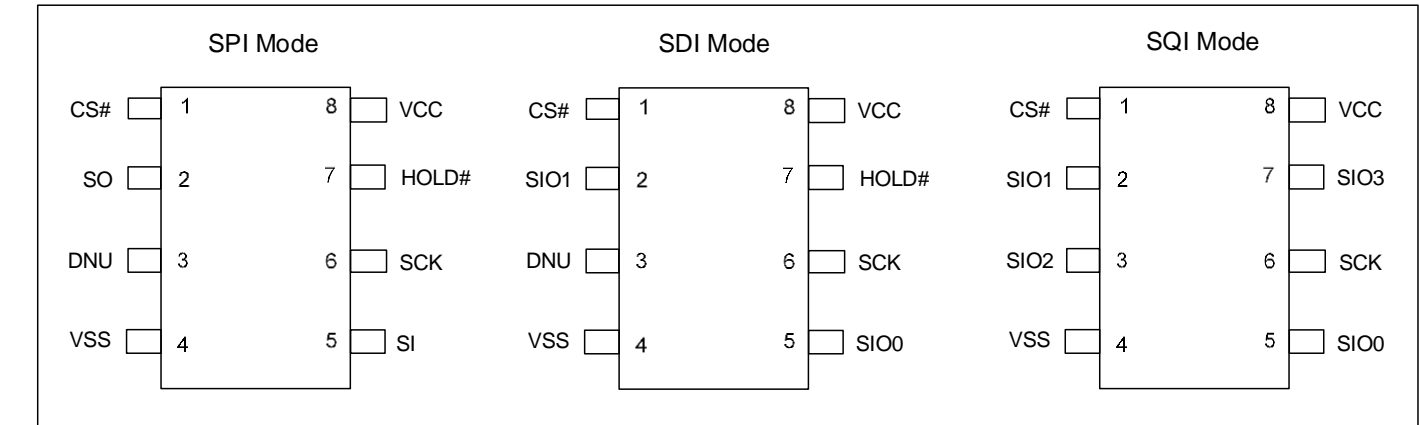 SPI Mode
SDI Mode
SQI Mode
CS# 1 8 VCC
SO 2 7 HOLD#
DNU 3 6 SCK
VSS 4 5 SI
CS# 1 8 VCC
SIO1 2 7 HOLD#
DNU 3 6 SCK
VSS 4 5 SIO0
CS# 1 8 VCC
SIO1 2 7 SIO3
SIO2 3 6 SCK
VSS 4 5 SIO0